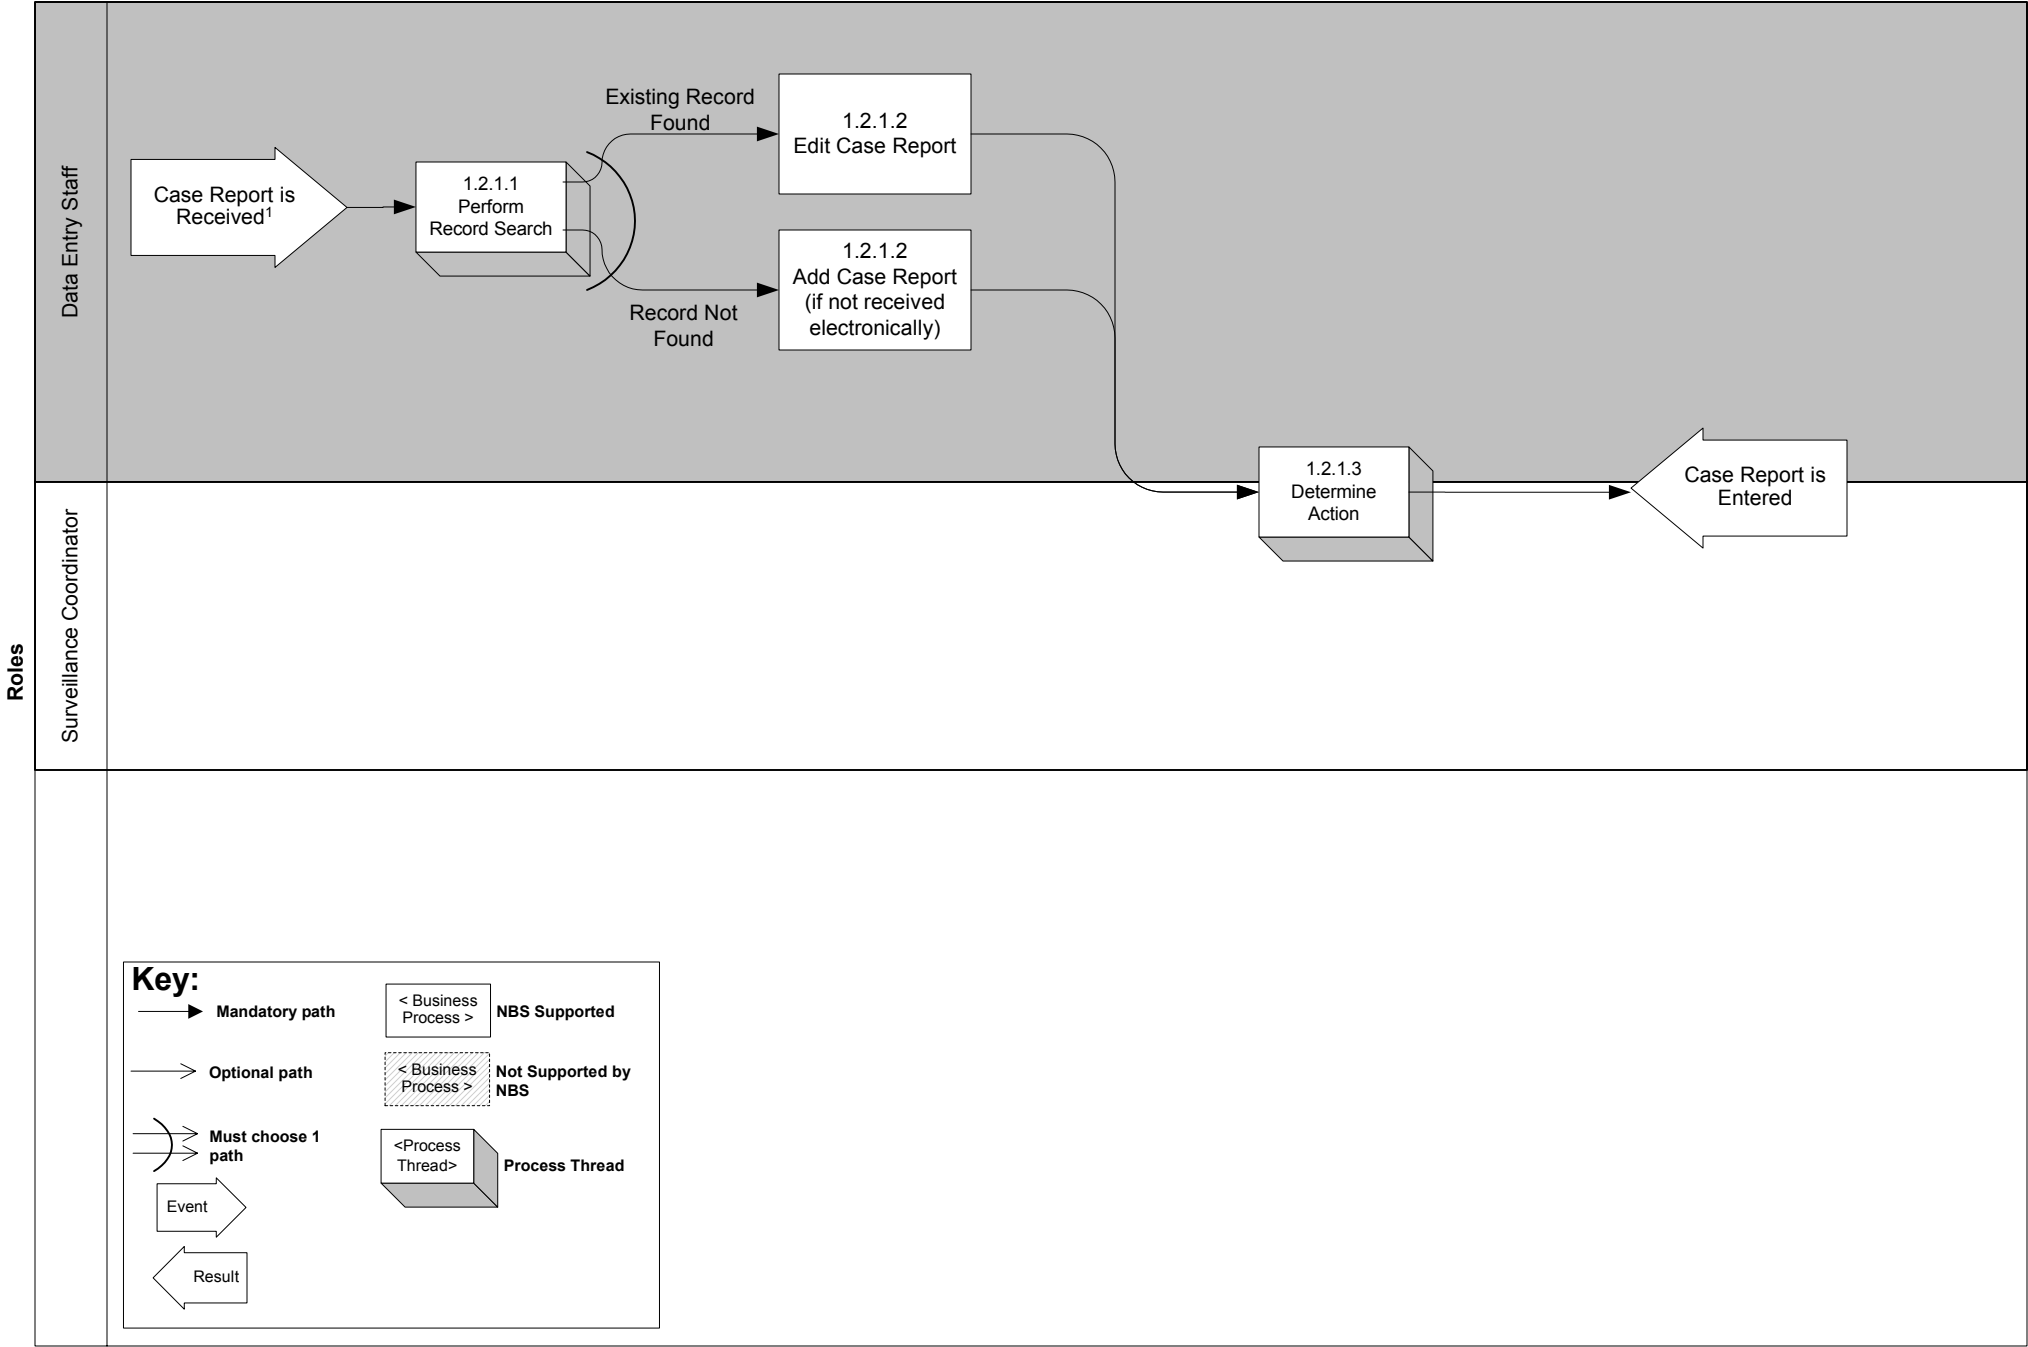 Roles
Data Entry Staff
Surveillance Coordinator
Case Report is
Received¹
1.2.1.1
Perform
Record Search
Existing Record
Found
Record Not
Found
1.2.1.2
Edit Case Report
1.2.1.2
Add Case Report
(if not received
electronically)
1.2.1.3
Determine
Action
Case Report is
Entered
Key:
Mandatory path
Optional path
Must choose 1
path
Event
Result
< Business
Process >
NBS Supported
< Business
Process >
Not Supported by
NBS
<Process
Thread>
Process Thread